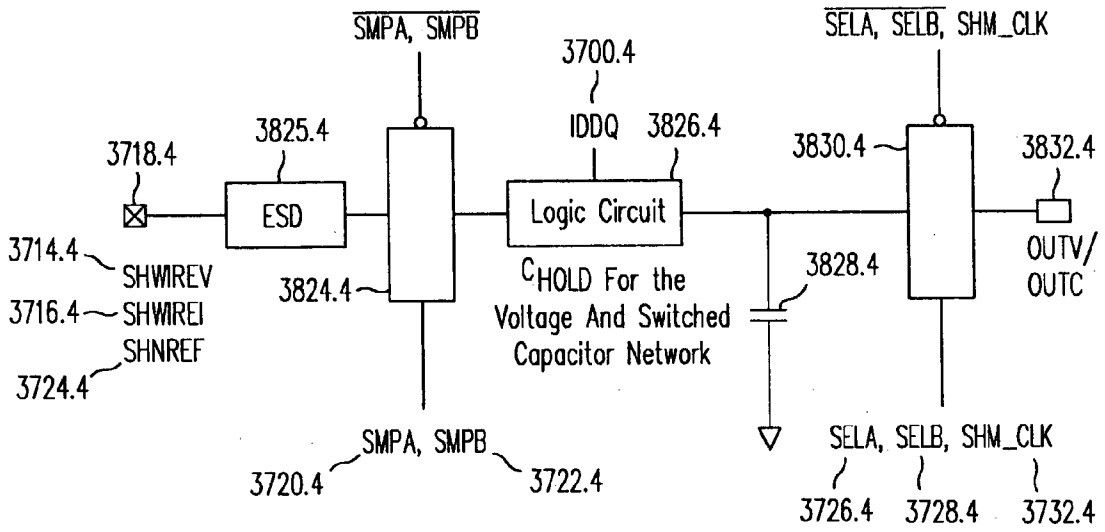 SMPA, SMPB
SELA, SELB, SHM_CLK
3700.4
IDDQ
3825.4
3826.4
3830.4
3832.4
3718.4
ESD
Logic Circuit
3714.4
SHWIREV
3824.4
CHOLD For the
3828.4
OUTV/
3716.4
SHWIREI
Voltage And Switched
OUTC
SHNREF
Capacitor Network
3724.4
SMPA, SMPB
SELA, SELB, SHM_CLK
3720.4
3722.4
3726.4
3728.4
3732.4